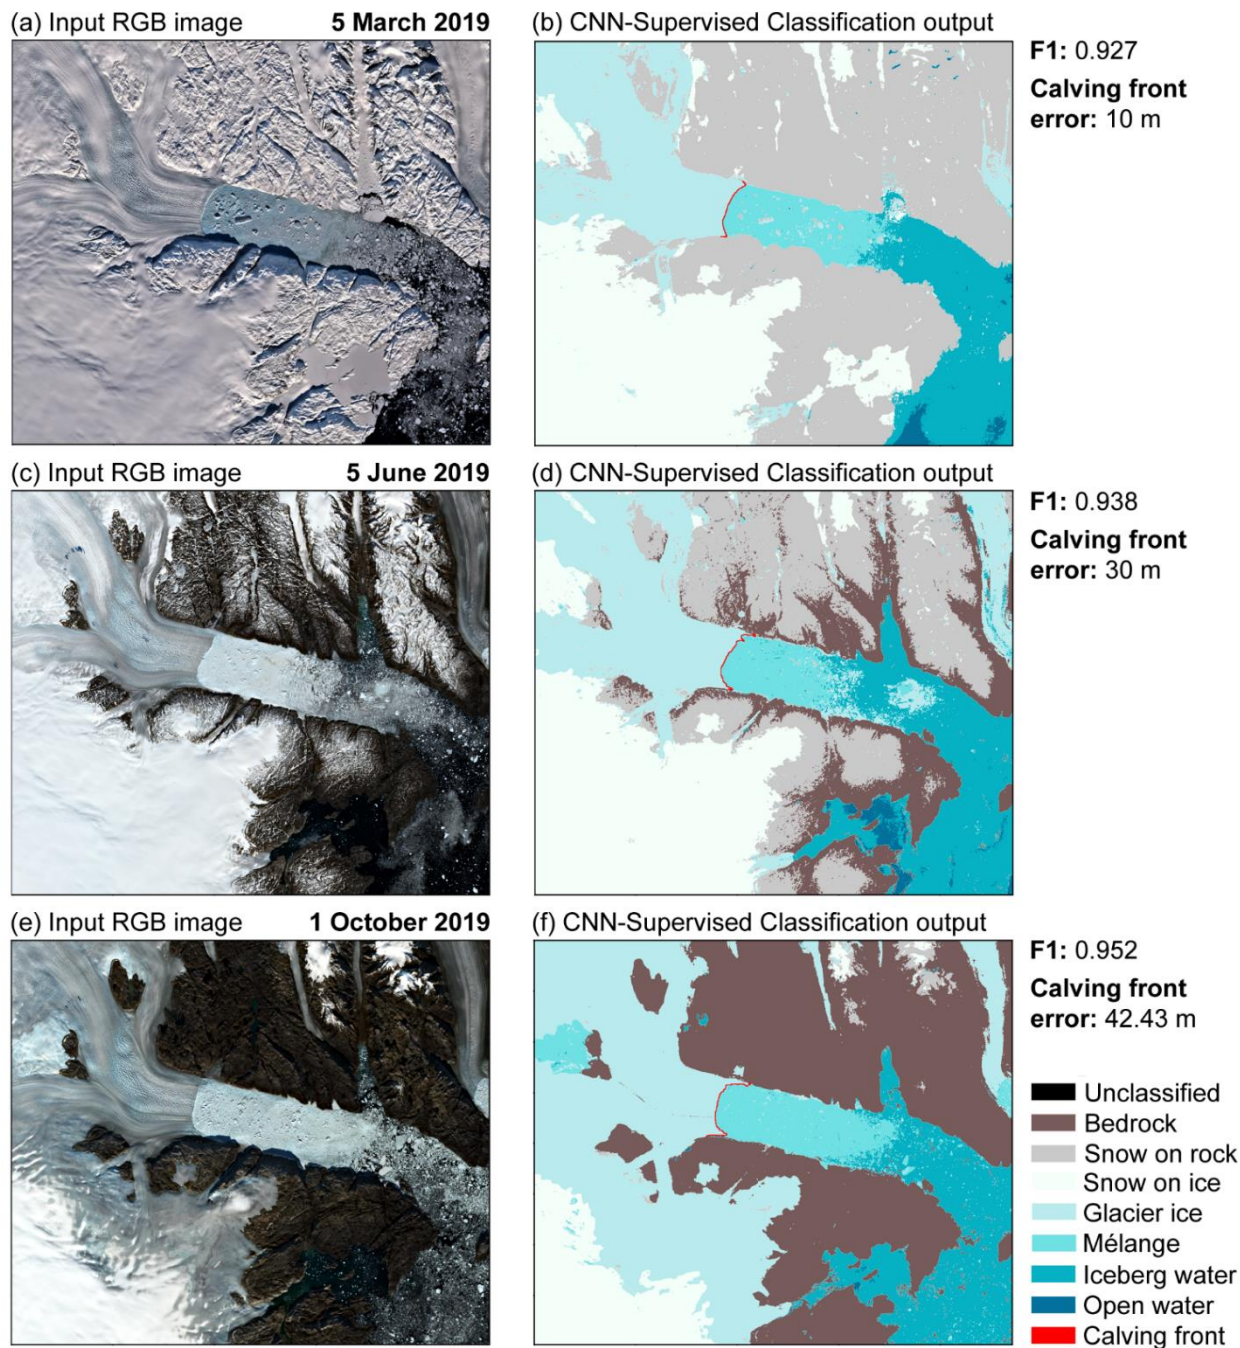 (a) Input RGB image 5 March 2019
(b) CNN-Supervised Classification output
F1: 0.927
Calving front
error: 10 m
(c) Input RGB image 5 June 2019
(d) CNN-Supervised Classification output
F1: 0.938
Calving front
error: 30 m
(e) Input RGB image 1 October 2019
(f) CNN-Supervised Classification output
F1: 0.952
Calving front
error: 42.43 m
Unclassified
Bedrock
Snow on rock
Snow on ice
Glacier ice
Mélange
Iceberg water
Open water
Calving front